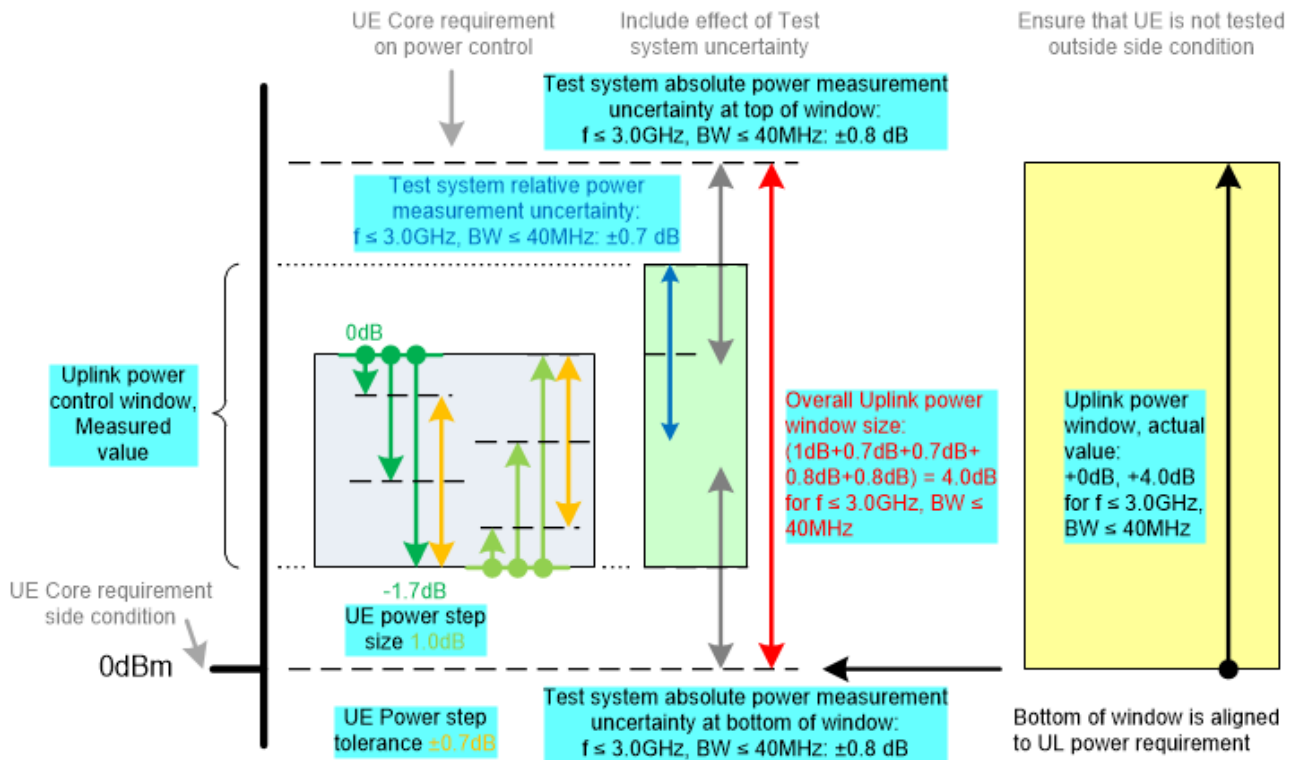 UE Core requirement
on power control
Include effect of Test
system uncertainty
Ensure that UE is not tested
outside side condition
Test system absolute power measurement
uncertainty at top of window:
f ≤ 3.0GHz, BW ≤ 40MHz: ±0.8 dB
Test system relative power
measurement uncertainty:
f ≤ 3.0GHz, BW ≤ 40MHz: ±0.7 dB
0dB
Uplink power
control window,
Measured
value
Overall Uplink power
window size:
(1dB+0.7dB+0.7dB+
0.8dB+0.8dB) = 4.0dB
for f ≤ 3.0GHz, BW ≤
40MHz
Uplink power
window, actual
value:
+0dB, +4.0dB
for f ≤ 3.0GHz,
BW ≤ 40MHz
-1.7dB
UE power step
size 1.0dB
UE Core requirement
side condition
0dBm
UE Power step
tolerance ±0.7dB
Test system absolute power measurement
uncertainty at bottom of window:
f ≤ 3.0GHz, BW ≤ 40MHz: ±0.8 dB
Bottom of window is aligned
to UL power requirement